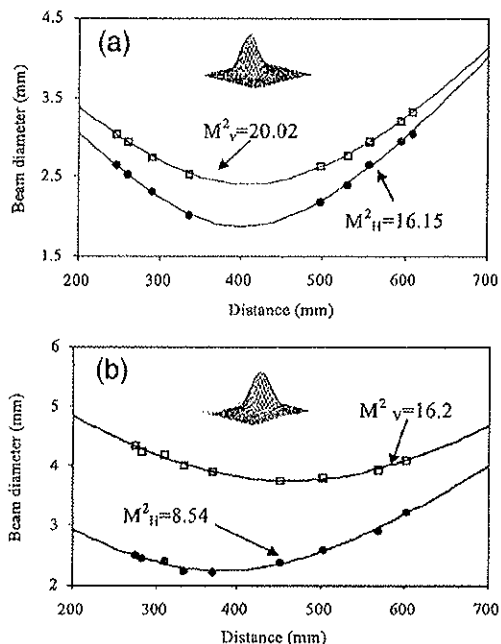 (a)
4.5
3.5
2.5
1.5
Beam diameter (mm)
M²v=20.02
M²H=16.15
200 300 400 500 600 700
Distance (mm)
(b)
6
5
4
3
2
Beam diameter (mm)
M²v=16.2
M²H=8.54
200 300 400 500 600 700
Distance (mm)